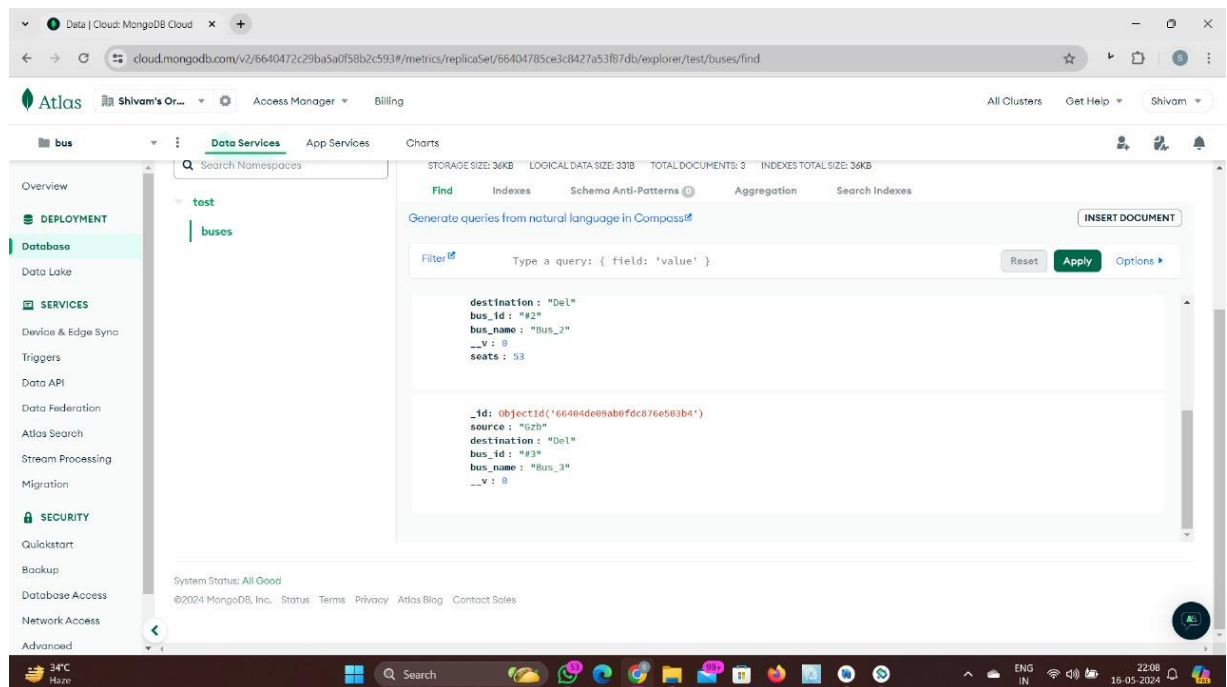 Data | Cloud: MongoDB Cloud
cloud.mongodb.com/v2/6640472c29ba5a0f58b2c593#/metrics/replicaSet/66404785ce3c8427a53f87db/explorer/test/buses/find
S
Atlas Shivam's Or... Access Manager Billing All Clusters Get Help Shivam
bus Data Services App Services Charts
Search Namespaces
STORAGE SIZE: 36KB LOGICAL DATA SIZE: 331B TOTAL DOCUMENTS: 3 INDEXES TOTAL SIZE: 36KB
Overview
DEPLOYMENT
Database
Data Lake
SERVICES
Device & Edge Sync
Triggers
Data API
Data Federation
Atlas Search
Stream Processing
Migration
SECURITY
Quickstart
Backup
Database Access
Network Access
Advanced
test
buses
Find Indexes Schema Anti-Patterns 0 Aggregation Search Indexes
Generate queries from natural language in Compass
INSERT DOCUMENT
Filter Type a query: { field: 'value' } Reset Apply Options
destination : "Del"
bus_id : "#2"
bus_name : "Bus_2"
__v : 0
seats : 53
_id: ObjectId('66404de09ab0fdc876e503b4')
source : "Gzb"
destination : "Del"
bus_id : "#3"
bus_name : "Bus_3"
__v : 0
System Status: All Good
©2024 MongoDB, Inc. Status Terms Privacy Atlas Blog Contact Sales
34°C
Haze
Search
53
99+
ENG
IN
22:08
16-05-2024